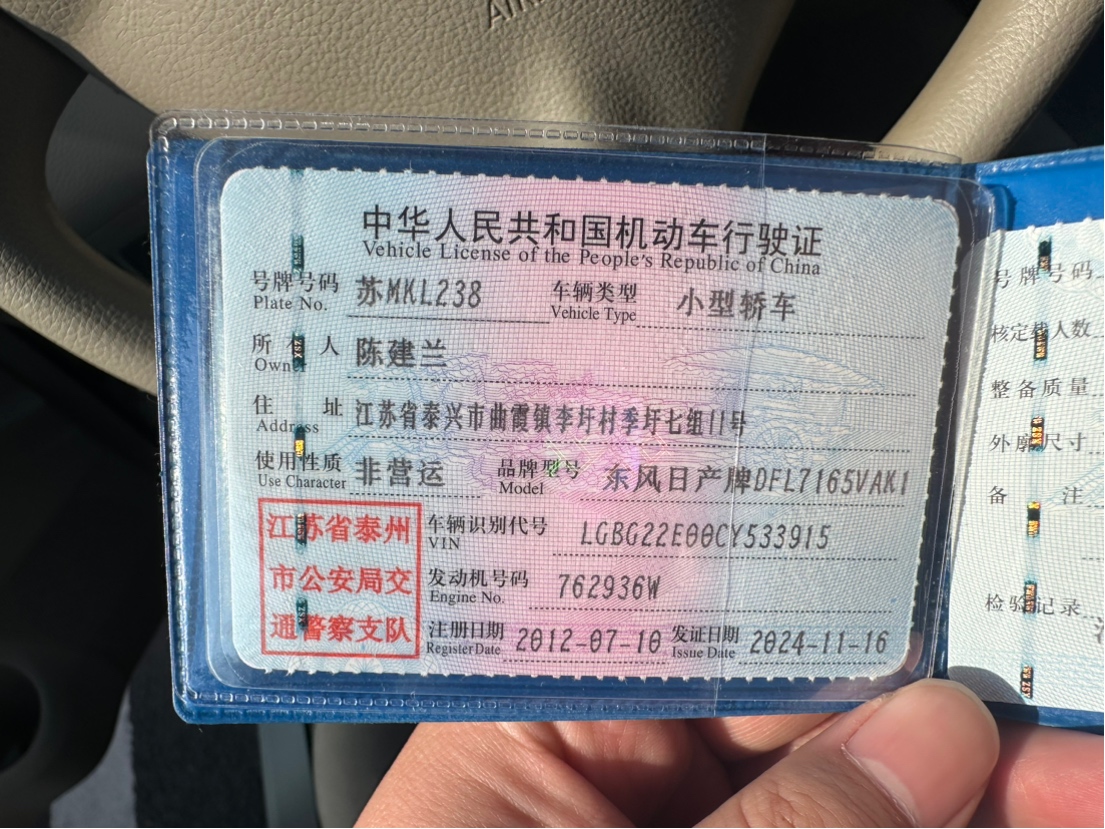 中华人民共和国机动车行驶证
Vehicle License of the People's Republic of China
号牌号码 苏MKL238 车辆类型 小型轿车
Plate No. Vehicle Type
所有人 陈建兰
Owner
住址 江苏省泰兴市曲霞镇李圩村季圩七组11号
Address
使用性质 非营运 品牌型号 东风日产牌DFL7165VAK1
Use Character Model
江苏省泰州
市公安局交
通警察支队
车辆识别代号 LGBG22E00CY533915
VIN
发动机号码 762936W
Engine No.
注册日期 2012-07-10 发证日期 2024-11-16
Register Date Issue Date
号牌号码
核定载人数
整备质量
外廓尺寸
备注
检验记录